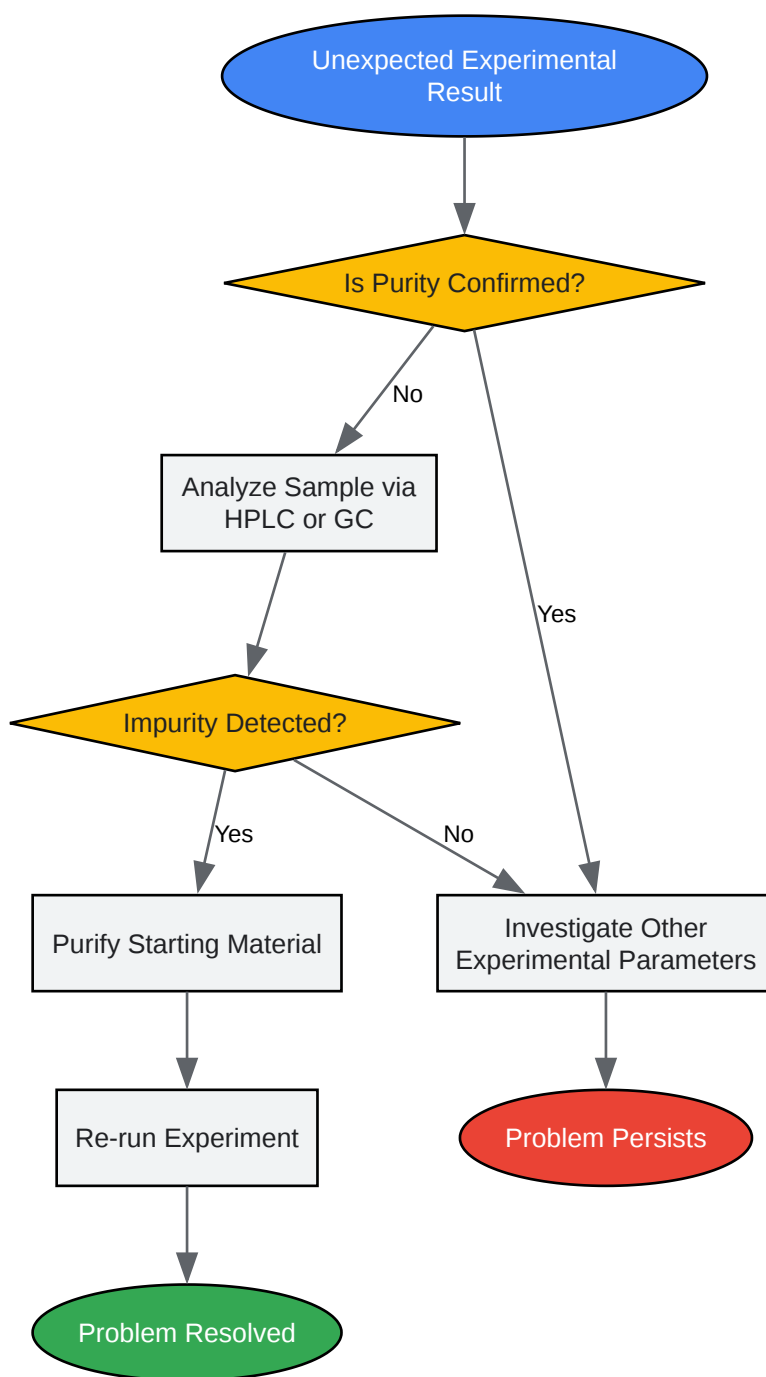 Unexpected Experimental
Result
Is Purity Confirmed?
No
Analyze Sample via
HPLC or GC
Yes
Impurity Detected?
Yes
No
Purify Starting Material
Investigate Other
Experimental Parameters
Re-run Experiment
Problem Persists
Problem Resolved